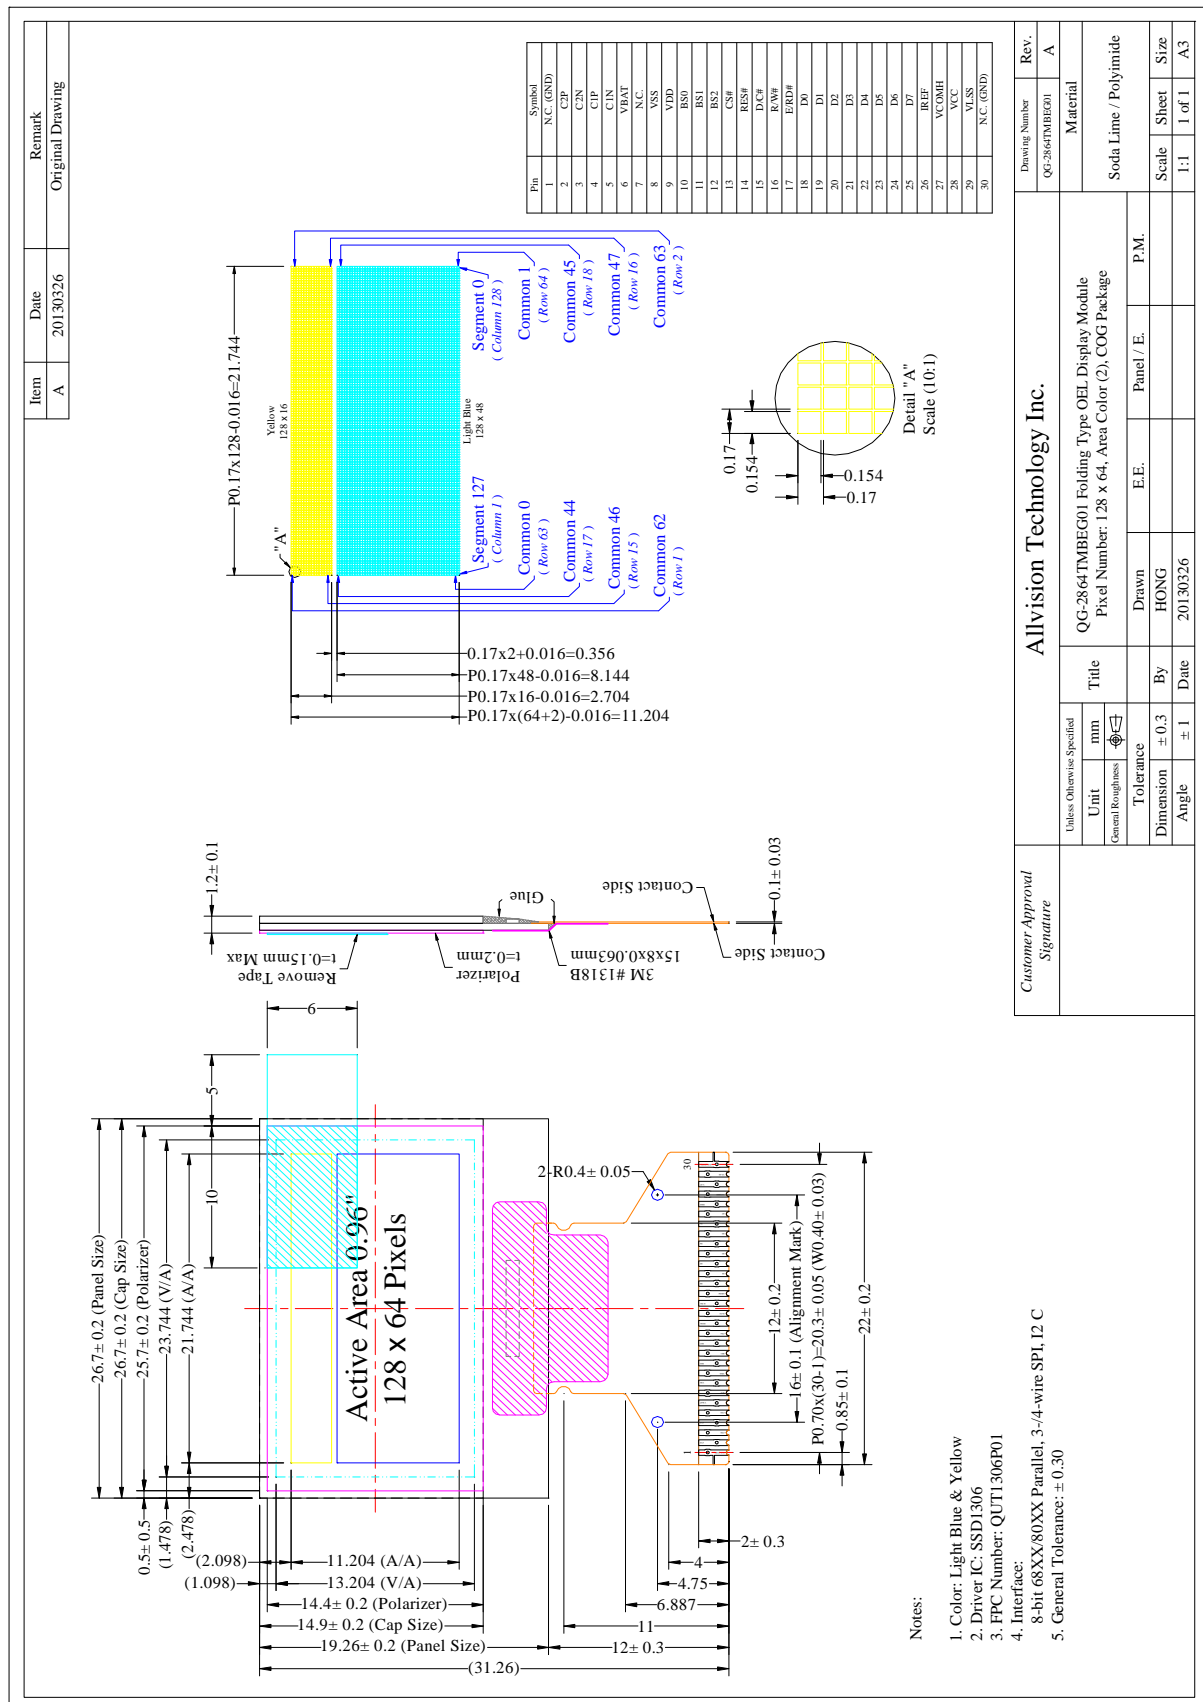 Item Date Remark
A 20130326 Original Drawing
26.7± 0.2 (Panel Size)
26.7± 0.2 (Cap Size)
25.7± 0.2 (Polarizer)
23.744 (V/A)
21.744 (A/A)
0.5± 0.5
(1.478)
(2.478)
10
5
9
(2.098)
(1.098)
11.204 (A/A)
13.204 (V/A)
14.4± 0.2 (Polarizer)
14.9± 0.2 (Cap Size)
19.26± 0.2 (Panel Size)
12± 0.3
(31.26)
Active Area 0.96"
128 x 64 Pixels
2-R0.4± 0.05
1
30
12± 0.2
16± 0.1 (Alignment Mark)
P0.70x(30-1)=20.3± 0.05 (W0.40± 0.03)
0.85± 0.1
22± 0.2
2± 0.3
4
4.75
6.887
11
1.2± 0.1
Remove Tape
t=0.15mm Max
Polarizer
t=0.2mm
3M #1318B
15x8x0.063mm
Glue
Contact Side
Contact Side
0.1± 0.03
P0.17x128-0.016=21.744
"A"
Yellow
128 x 16
Light Blue
128 x 48
Segment 127
( Column 1 )
Common 0
( Row 63 )
Common 44
( Row 17 )
Common 46
( Row 15 )
Common 62
( Row 1 )
Segment 0
( Column 128 )
Common 1
( Row 64 )
Common 45
( Row 18 )
Common 47
( Row 16 )
Common 63
( Row 2 )
0.17x2+0.016=0.356
P0.17x48-0.016=8.144
P0.17x16-0.016=2.704
P0.17x(64+2)-0.016=11.204
0.17
0.154
0.154
0.17
Detail "A"
Scale (10:1)
Pin Symbol
1 N.C. (GND)
2 C2P
3 C2N
4 C1P
5 C1N
6 VBAT
7 N.C.
8 VSS
9 VDD
10 BS0
11 BS1
12 BS2
13 CS#
14 RES#
15 D/C#
16 R/W#
17 E/RD#
18 D0
19 D1
20 D2
21 D3
22 D4
23 D5
24 D6
25 D7
26 IREF
27 VCOMH
28 VCC
29 VLSS
30 N.C. (GND)
Notes:
1. Color: Light Blue & Yellow
2. Driver IC: SSD1306
3. FPC Number: QUT1306P01
4. Interface:
8-bit 68XX/80XX Parallel, 3-/4-wire SPI, I2 C
5. General Tolerance: ± 0.30
Customer Approval
Signature
Allvision Technology Inc.
Drawing Number Rev.
QG-2864TMBEG01 A
Unless Otherwise Specified
Unit mm
General Roughness
Tolerance
Dimension ± 0.3
Angle ± 1
Title
QG-2864TMBEG01 Folding Type OEL Display Module
Pixel Number: 128 x 64, Area Color (2), COG Package
Material
Soda Lime / Polyimide
Drawn E.E. Panel / E. P.M.
By HONG
Date 20130326
Scale Sheet Size
1:1 1 of 1 A3